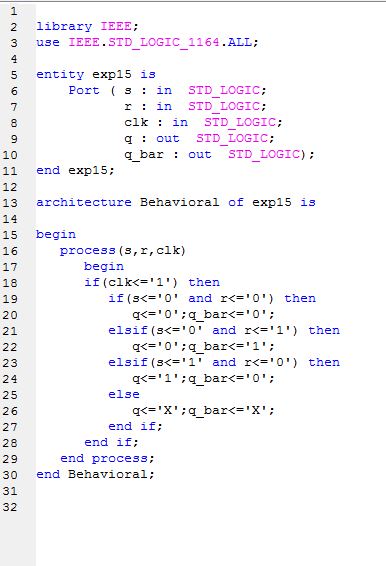 1
2 library IEEE;
3 use IEEE.STD_LOGIC_1164.ALL;
4
5 entity exp15 is
6     Port ( s : in  STD_LOGIC;
7            r : in  STD_LOGIC;
8            clk : in  STD_LOGIC;
9            q : out  STD_LOGIC;
10            q_bar : out  STD_LOGIC);
11 end exp15;
12
13 architecture Behavioral of exp15 is
14
15 begin
16    process(s,r,clk)
17       begin
18       if(clk<='1') then
19          if(s<='0' and r<='0') then
20             q<='0';q_bar<='0';
21          elsif(s<='0' and r<='1') then
22             q<='0';q_bar<='1';
23          elsif(s<='1' and r<='0') then
24             q<='1';q_bar<='0';
25          else
26             q<='X';q_bar<='X';
27          end if;
28       end if;
29    end process;
30 end Behavioral;
31
32